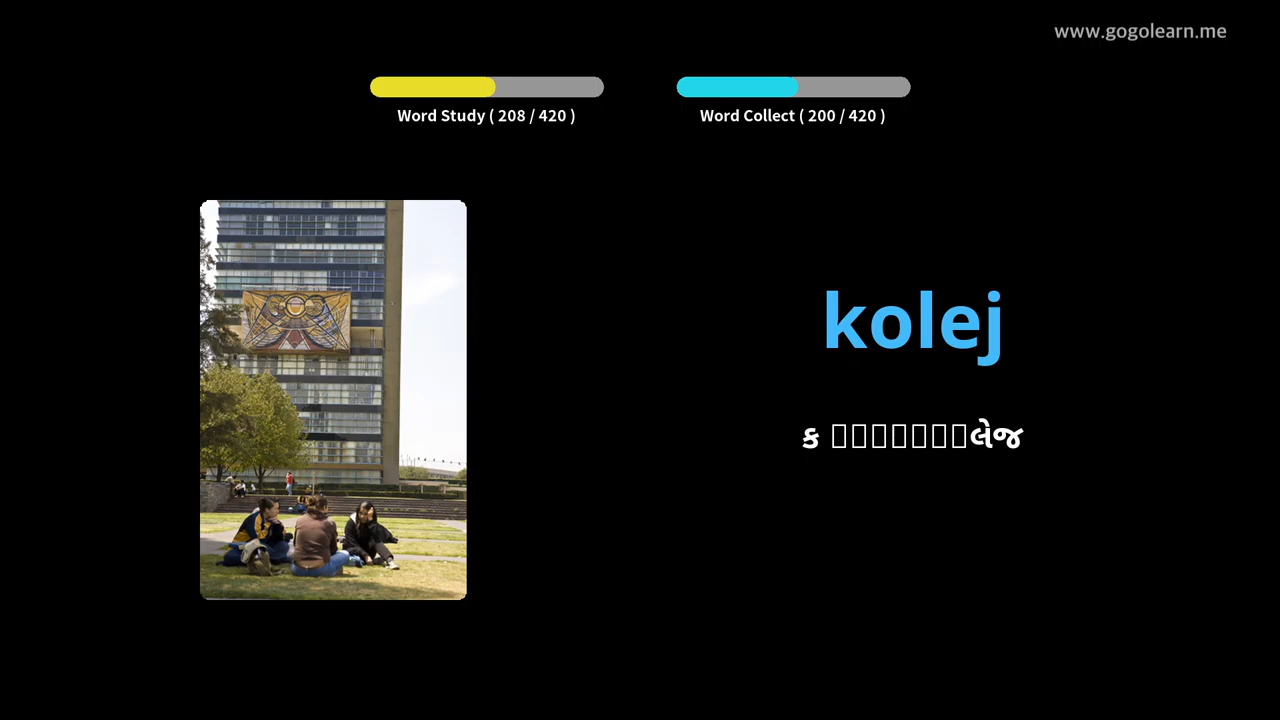 www.gogolearn.me
Word Study ( 208 / 420 )
Word Collect ( 200 / 420 )
kolej
ક �������લેજ